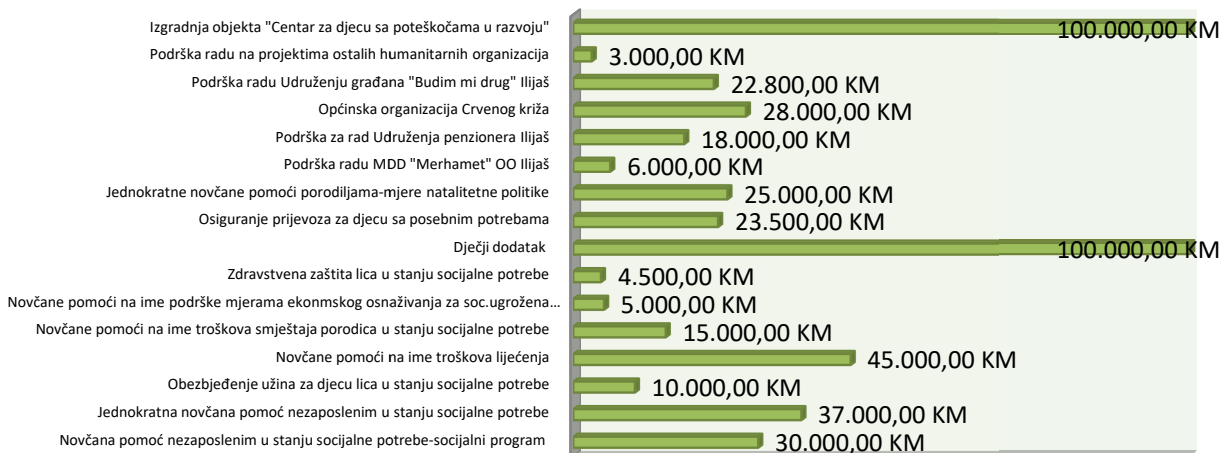 Izgradnja objekta "Centar za djecu sa poteškočama u razvoju" 100.000,00 KM
Podrška radu na projektima ostalih humanitarnih organizacija 3.000,00 KM
Podrška radu Udruženju građana "Budim mi drug" Ilijaš 22.800,00 KM
Općinska organizacija Crvenog križa 28.000,00 KM
Podrška za rad Udruženja penzionera Ilijaš 18.000,00 KM
Podrška radu MDD "Merhamet" OO Ilijaš 6.000,00 KM
Jednokratne novčane pomoći porodiljama-mjere natalitetne politike 25.000,00 KM
Osiguranje prijevoza za djecu sa posebnim potrebama 23.500,00 KM
Dječji dodatak 100.000,00 KM
Zdravstvena zaštita lica u stanju socijalne potrebe 4.500,00 KM
Novčane pomoći na ime podrške mjerama ekonmskog osnaživanja za soc.ugrožena… 5.000,00 KM
Novčane pomoći na ime troškova smještaja porodica u stanju socijalne potrebe 15.000,00 KM
Novčane pomoći na ime troškova lijećenja 45.000,00 KM
Obezbjeđenje užina za djecu lica u stanju socijalne potrebe 10.000,00 KM
Jednokratna novčana pomoć nezaposlenim u stanju socijalne potrebe 37.000,00 KM
Novčana pomoć nezaposlenim u stanju socijalne potrebe-socijalni program 30.000,00 KM